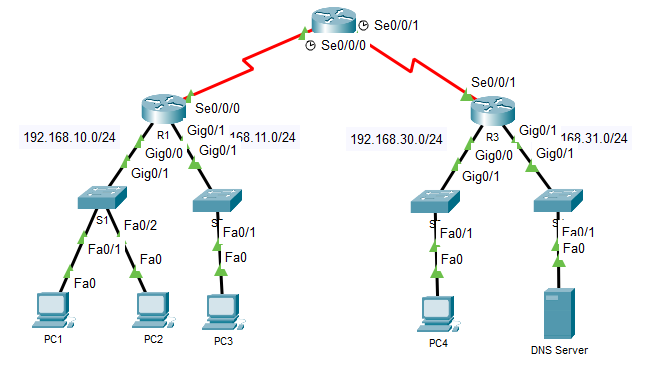 Se0/0/1
Se0/0/0
Se0/0/1
Se0/0/0
R1
Gig0/1
192.168.10.0/24
168.11.0/24
Gig0/0
Gig0/1
Gig0/1
192.168.30.0/24
R3
Gig0/1
168.31.0/24
Gig0/0
Gig0/1
Gig0/1
S1
Fa0/2
Fa0/1
Fa0/1
Fa0/1
Fa0/1
Fa0
Fa0
Fa0
Fa0
Fa0
PC1
PC2
PC3
PC4
DNS Server